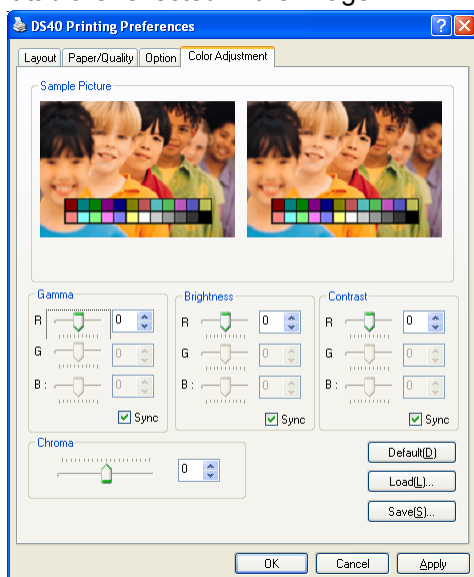 DS40 Printing Preferences
Layout Paper/Quality Option Color Adjustment
Sample Picture
Gamma Brightness Contrast
R 0 R 0 R 0
G 0 G 0 G 0
B : 0 B : 0 B : 0
Sync Sync Sync
Chroma
0
Default(D)
Load(L)...
Save(S)...
OK Cancel Apply